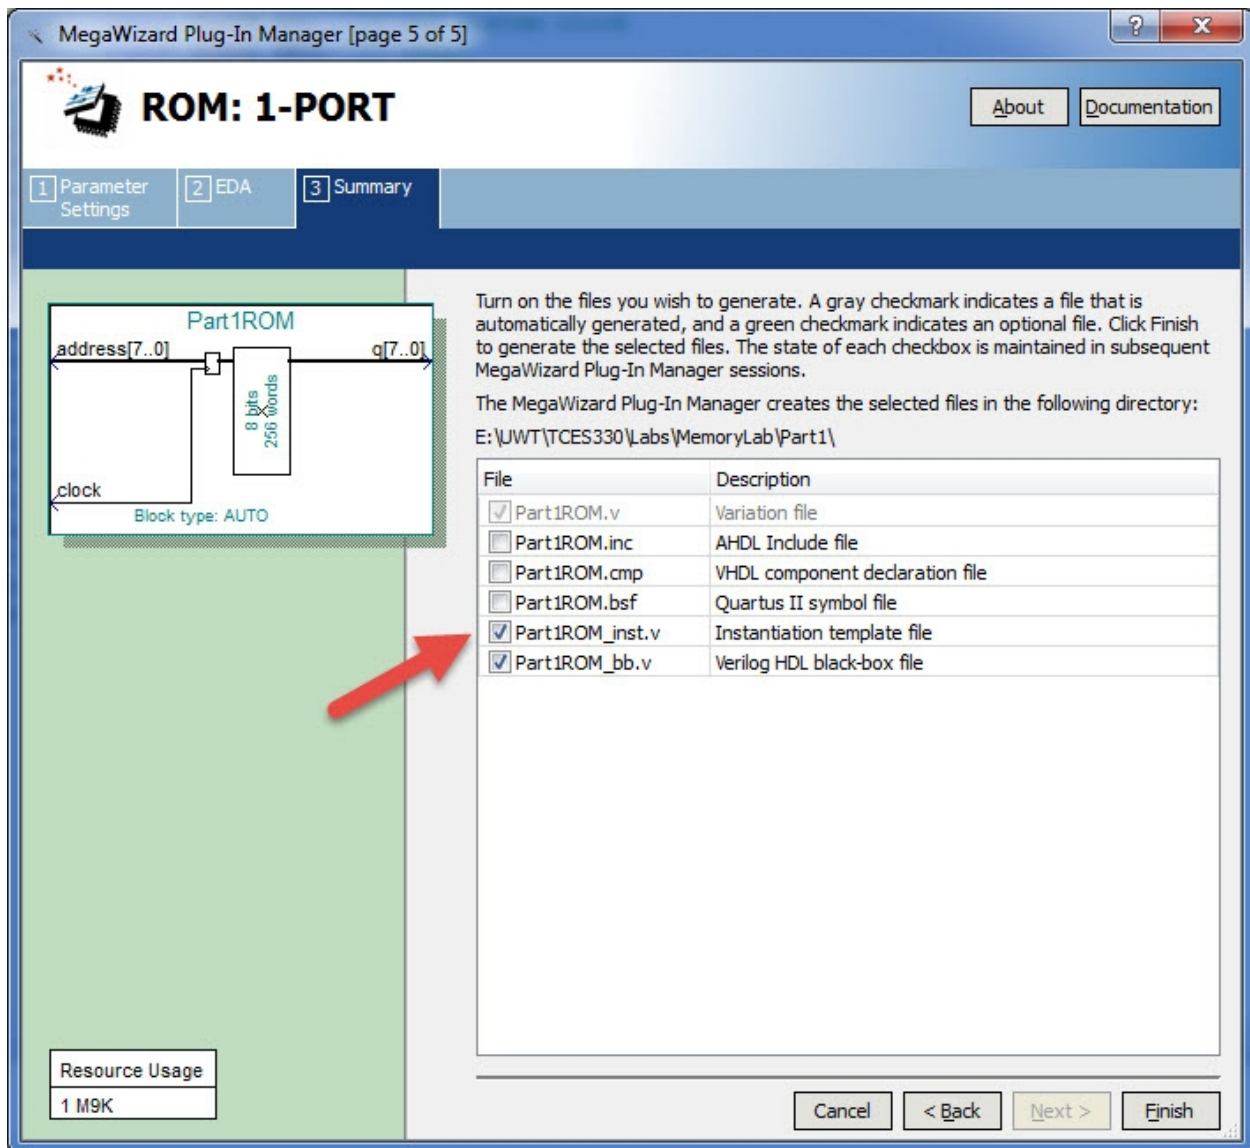 MegaWizard Plug-In Manager [page 5 of 5]
ROM: 1-PORT
About
Documentation
1 Parameter Settings
2 EDA
3 Summary
Part1ROM
address[7..0]
q[7..0]
8 bits
256 words
clock
Block type: AUTO
Turn on the files you wish to generate. A gray checkmark indicates a file that is
automatically generated, and a green checkmark indicates an optional file. Click Finish
to generate the selected files. The state of each checkbox is maintained in subsequent
MegaWizard Plug-In Manager sessions.
The MegaWizard Plug-In Manager creates the selected files in the following directory:
E:\UWT\TCES330\Labs\MemoryLab\Part1\
File Description
Part1ROM.v Variation file
Part1ROM.inc AHDL Include file
Part1ROM.cmp VHDL component declaration file
Part1ROM.bsf Quartus II symbol file
Part1ROM_inst.v Instantiation template file
Part1ROM_bb.v Verilog HDL black-box file
Resource Usage
1 M9K
Cancel
< Back
Next >
Finish